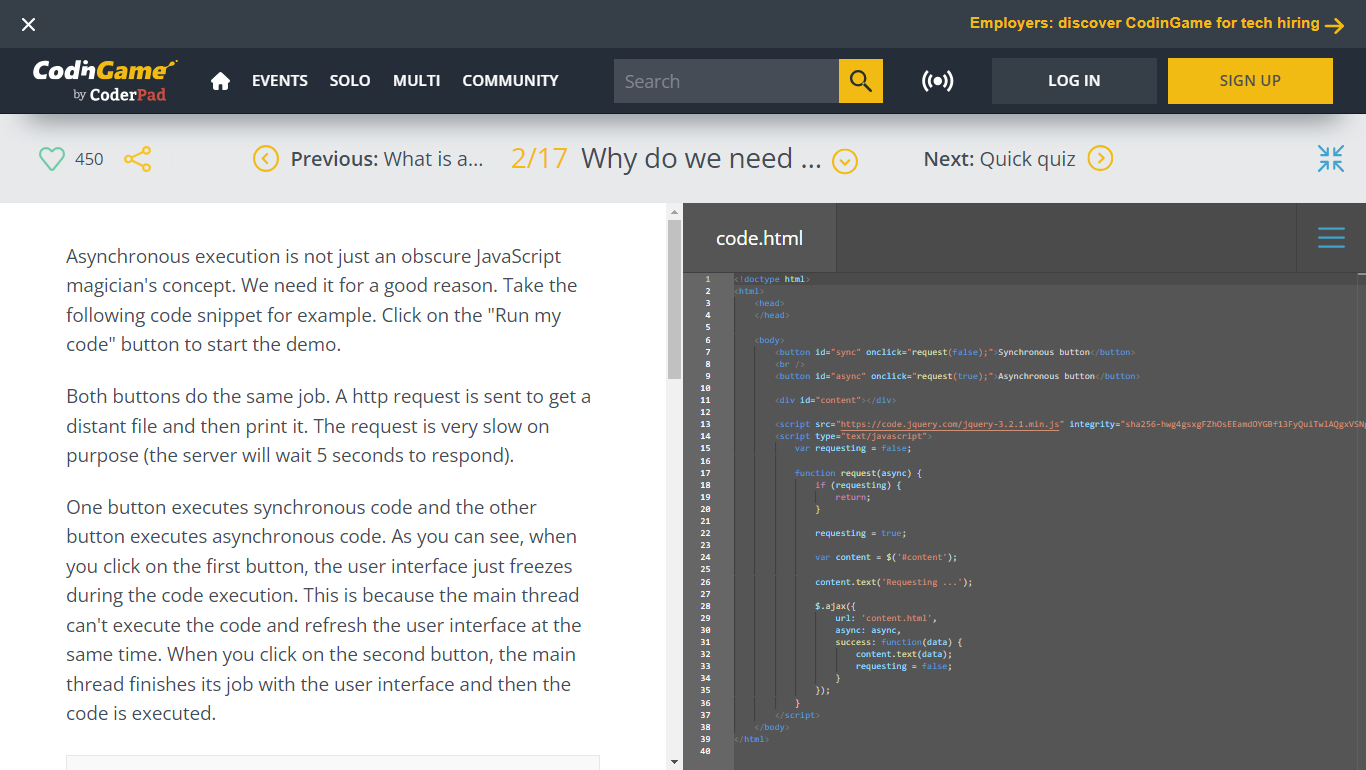 Employers: discover CodinGame for tech hiring
CodinGame
by CoderPad
EVENTS SOLO MULTI COMMUNITY
Search
LOG IN
SIGN UP
450
Previous: What is a...
2/17 Why do we need ...
Next: Quick quiz
Asynchronous execution is not just an obscure JavaScript
magician's concept. We need it for a good reason. Take the
following code snippet for example. Click on the "Run my
code" button to start the demo.
Both buttons do the same job. A http request is sent to get a
distant file and then print it. The request is very slow on
purpose (the server will wait 5 seconds to respond).
One button executes synchronous code and the other
button executes asynchronous code. As you can see, when
you click on the first button, the user interface just freezes
during the code execution. This is because the main thread
can't execute the code and refresh the user interface at the
same time. When you click on the second button, the main
thread finishes its job with the user interface and then the
code is executed.
code.html
1 <!doctype html>
2 <html>
3 <head>
4 </head>
5
6 <body>
7 <button id="sync" onclick="request(false);">Synchronous button</button>
8 <br />
9 <button id="async" onclick="request(true);">Asynchronous button</button>
10
11 <div id="content"></div>
12
13 <script src="https://code.jquery.com/jquery-3.2.1.min.js" integrity="sha256-hwg4gsxgFZhOsEEamdOYGBf13FyQuiTwlAQgxVSNg
14 <script type="text/javascript">
15 var requesting = false;
16
17 function request(async) {
18 if (requesting) {
19 return;
20 }
21
22 requesting = true;
23
24 var content = $('#content');
25
26 content.text('Requesting ...');
27
28 $.ajax({
29 url: 'content.html',
30 async: async,
31 success: function(data) {
32 content.text(data);
33 requesting = false;
34 }
35 });
36 }
37 </script>
38 </body>
39 </html>
40